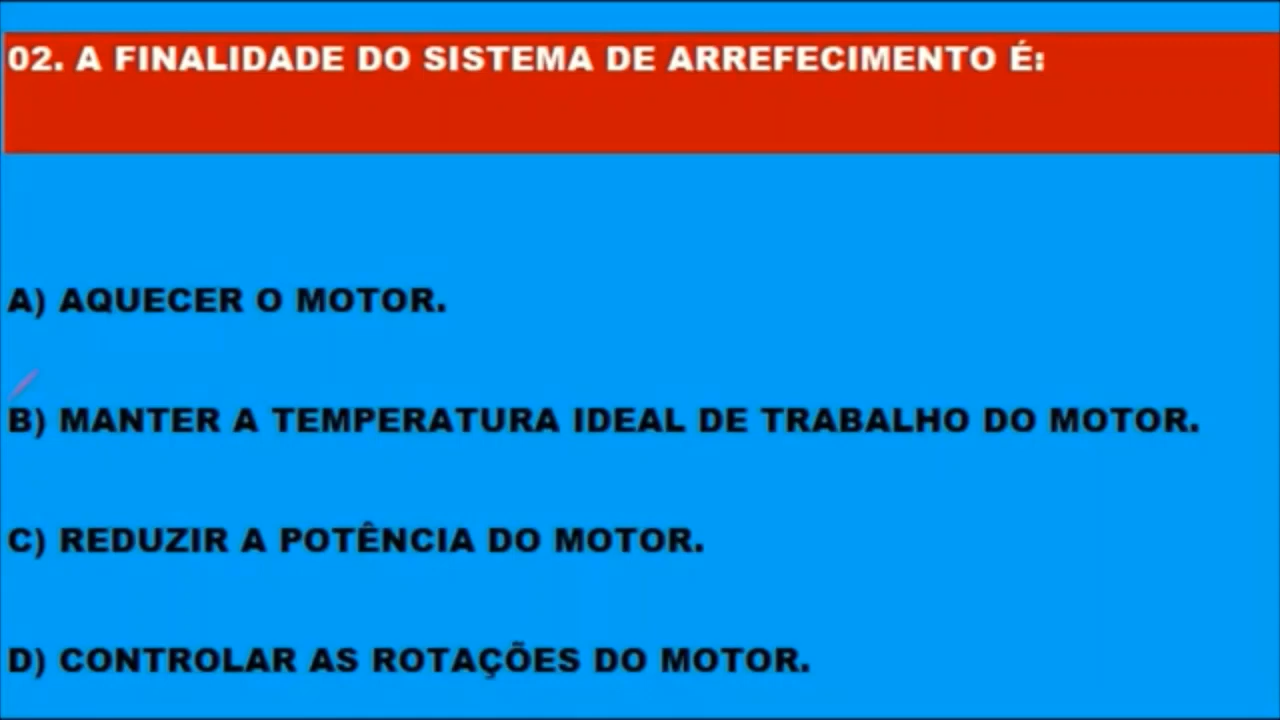 02. A FINALIDADE DO SISTEMA DE ARREFECIMENTO É:
A) AQUECER O MOTOR.
B) MANTER A TEMPERATURA IDEAL DE TRABALHO DO MOTOR.
C) REDUZIR A POTÊNCIA DO MOTOR.
D) CONTROLAR AS ROTAÇÕES DO MOTOR.